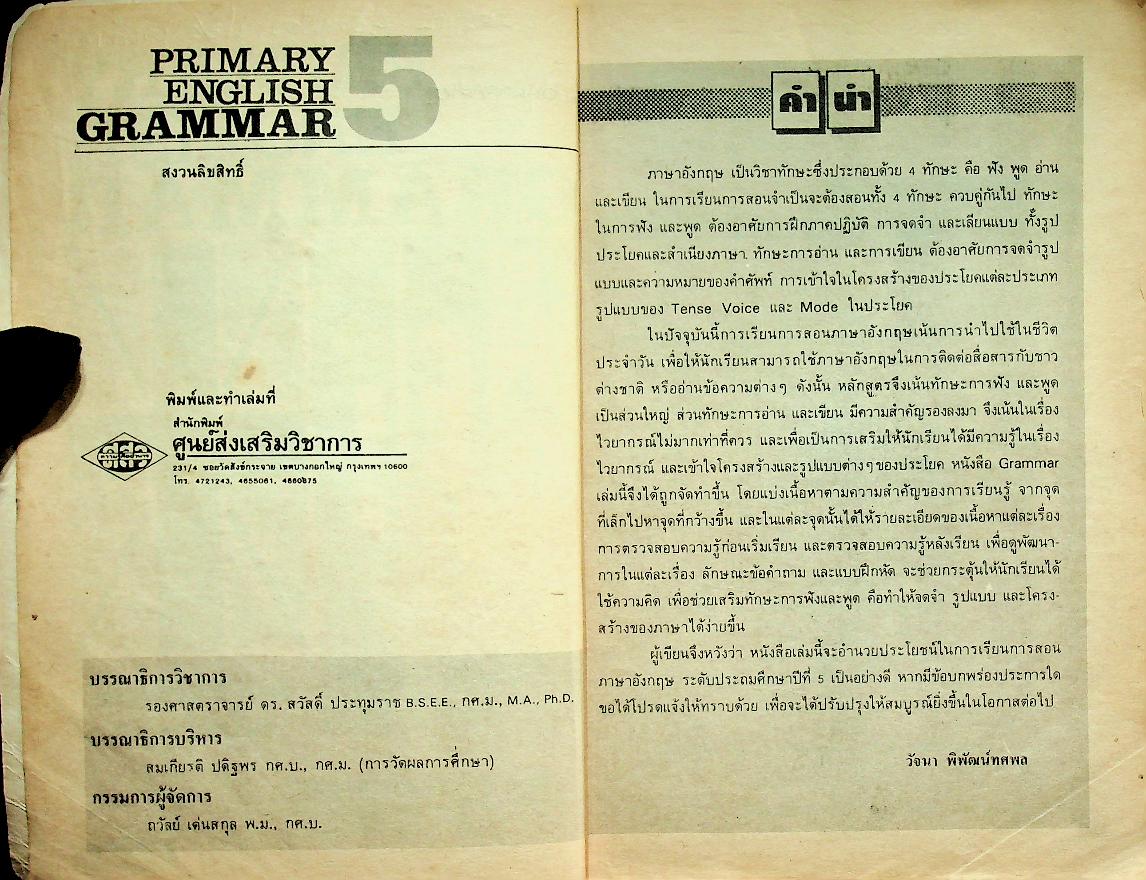 PRIMARY
ENGLISH
GRAMMAR 5
สงวนลิขสิทธิ์
พิมพ์และทำเล่มที่
สำนักพิมพ์
ศูนย์ส่งเสริมวิชาการ
231/4 ซอยวัดสังข์กระจาย เขตบางกอกใหญ่ กรุงเทพฯ 10600
โทร. 4721243, 4655061, 4660675
บรรณาธิการวิชาการ
รองศาสตราจารย์ ดร. สวัสดิ์ ประทุมราช B.S.E.E., กศ.ม., M.A., Ph.D.
บรรณาธิการบริหาร
สมเกียรติ ปดิฐพร กศ.บ., กศ.ม. (การวัดผลการศึกษา)
กรรมการผู้จัดการ
ถวัลย์ เด่นสกุล พ.ม., กศ.บ.
คำ นำ
ภาษาอังกฤษ เป็นวิชาทักษะซึ่งประกอบด้วย 4 ทักษะ คือ ฟัง พูด อ่าน
และเขียน ในการเรียนการสอนจำเป็นจะต้องสอนทั้ง 4 ทักษะ ควบคู่กันไป ทักษะ
ในการฟัง และพูด ต้องอาศัยการฝึกภาคปฏิบัติ การจดจำ และเลียนแบบ ทั้งรูป
ประโยคและสำเนียงภาษา ทักษะการอ่าน และการเขียน ต้องอาศัยการจดจำรูป
แบบและความหมายของคำศัพท์ การเข้าใจในโครงสร้างของประโยคแต่ละประเภท
รูปแบบของ Tense Voice และ Mode ในประโยค
ในปัจจุบันนี้การเรียนการสอนภาษาอังกฤษเน้นการนำไปใช้ในชีวิต
ประจำวัน เพื่อให้นักเรียนสามารถใช้ภาษาอังกฤษในการติดต่อสื่อสารกับชาว
ต่างชาติ หรืออ่านข้อความต่างๆ ดังนั้น หลักสูตรจึงเน้นทักษะการฟัง และพูด
เป็นส่วนใหญ่ ส่วนทักษะการอ่าน และเขียน มีความสำคัญรองลงมา จึงเน้นในเรื่อง
ไวยากรณ์ไม่มากเท่าที่ควร และเพื่อเป็นการเสริมให้นักเรียนได้มีความรู้ในเรื่อง
ไวยากรณ์ และเข้าใจโครงสร้างและรูปแบบต่างๆของประโยค หนังสือ Grammar
เล่มนี้จึงได้ถูกจัดทำขึ้น โดยแบ่งเนื้อหาตามความสำคัญของการเรียนรู้ จากจุด
ที่เล็กไปหาจุดที่กว้างขึ้น และในแต่ละจุดนั้นได้ให้รายละเอียดของเนื้อหาแต่ละเรื่อง
การตรวจสอบความรู้ก่อนเริ่มเรียน และตรวจสอบความรู้หลังเรียน เพื่อดูพัฒนา-
การในแต่ละเรื่อง ลักษณะข้อคำถาม และแบบฝึกหัด จะช่วยกระตุ้นให้นักเรียนได้
ใช้ความคิด เพื่อช่วยเสริมทักษะการฟังและพูด คือทำให้จดจำ รูปแบบ และโครง-
สร้างของภาษาได้ง่ายขึ้น
ผู้เขียนจึงหวังว่า หนังสือเล่มนี้จะอำนวยประโยชน์ในการเรียนการสอน
ภาษาอังกฤษ ระดับประถมศึกษาปีที่ 5 เป็นอย่างดี หากมีข้อบกพร่องประการใด
ขอได้โปรดแจ้งให้ทราบด้วย เพื่อจะได้ปรับปรุงให้สมบูรณ์ยิ่งขึ้นในโอกาสต่อไป
วัจนา พิพัฒน์ทศพล